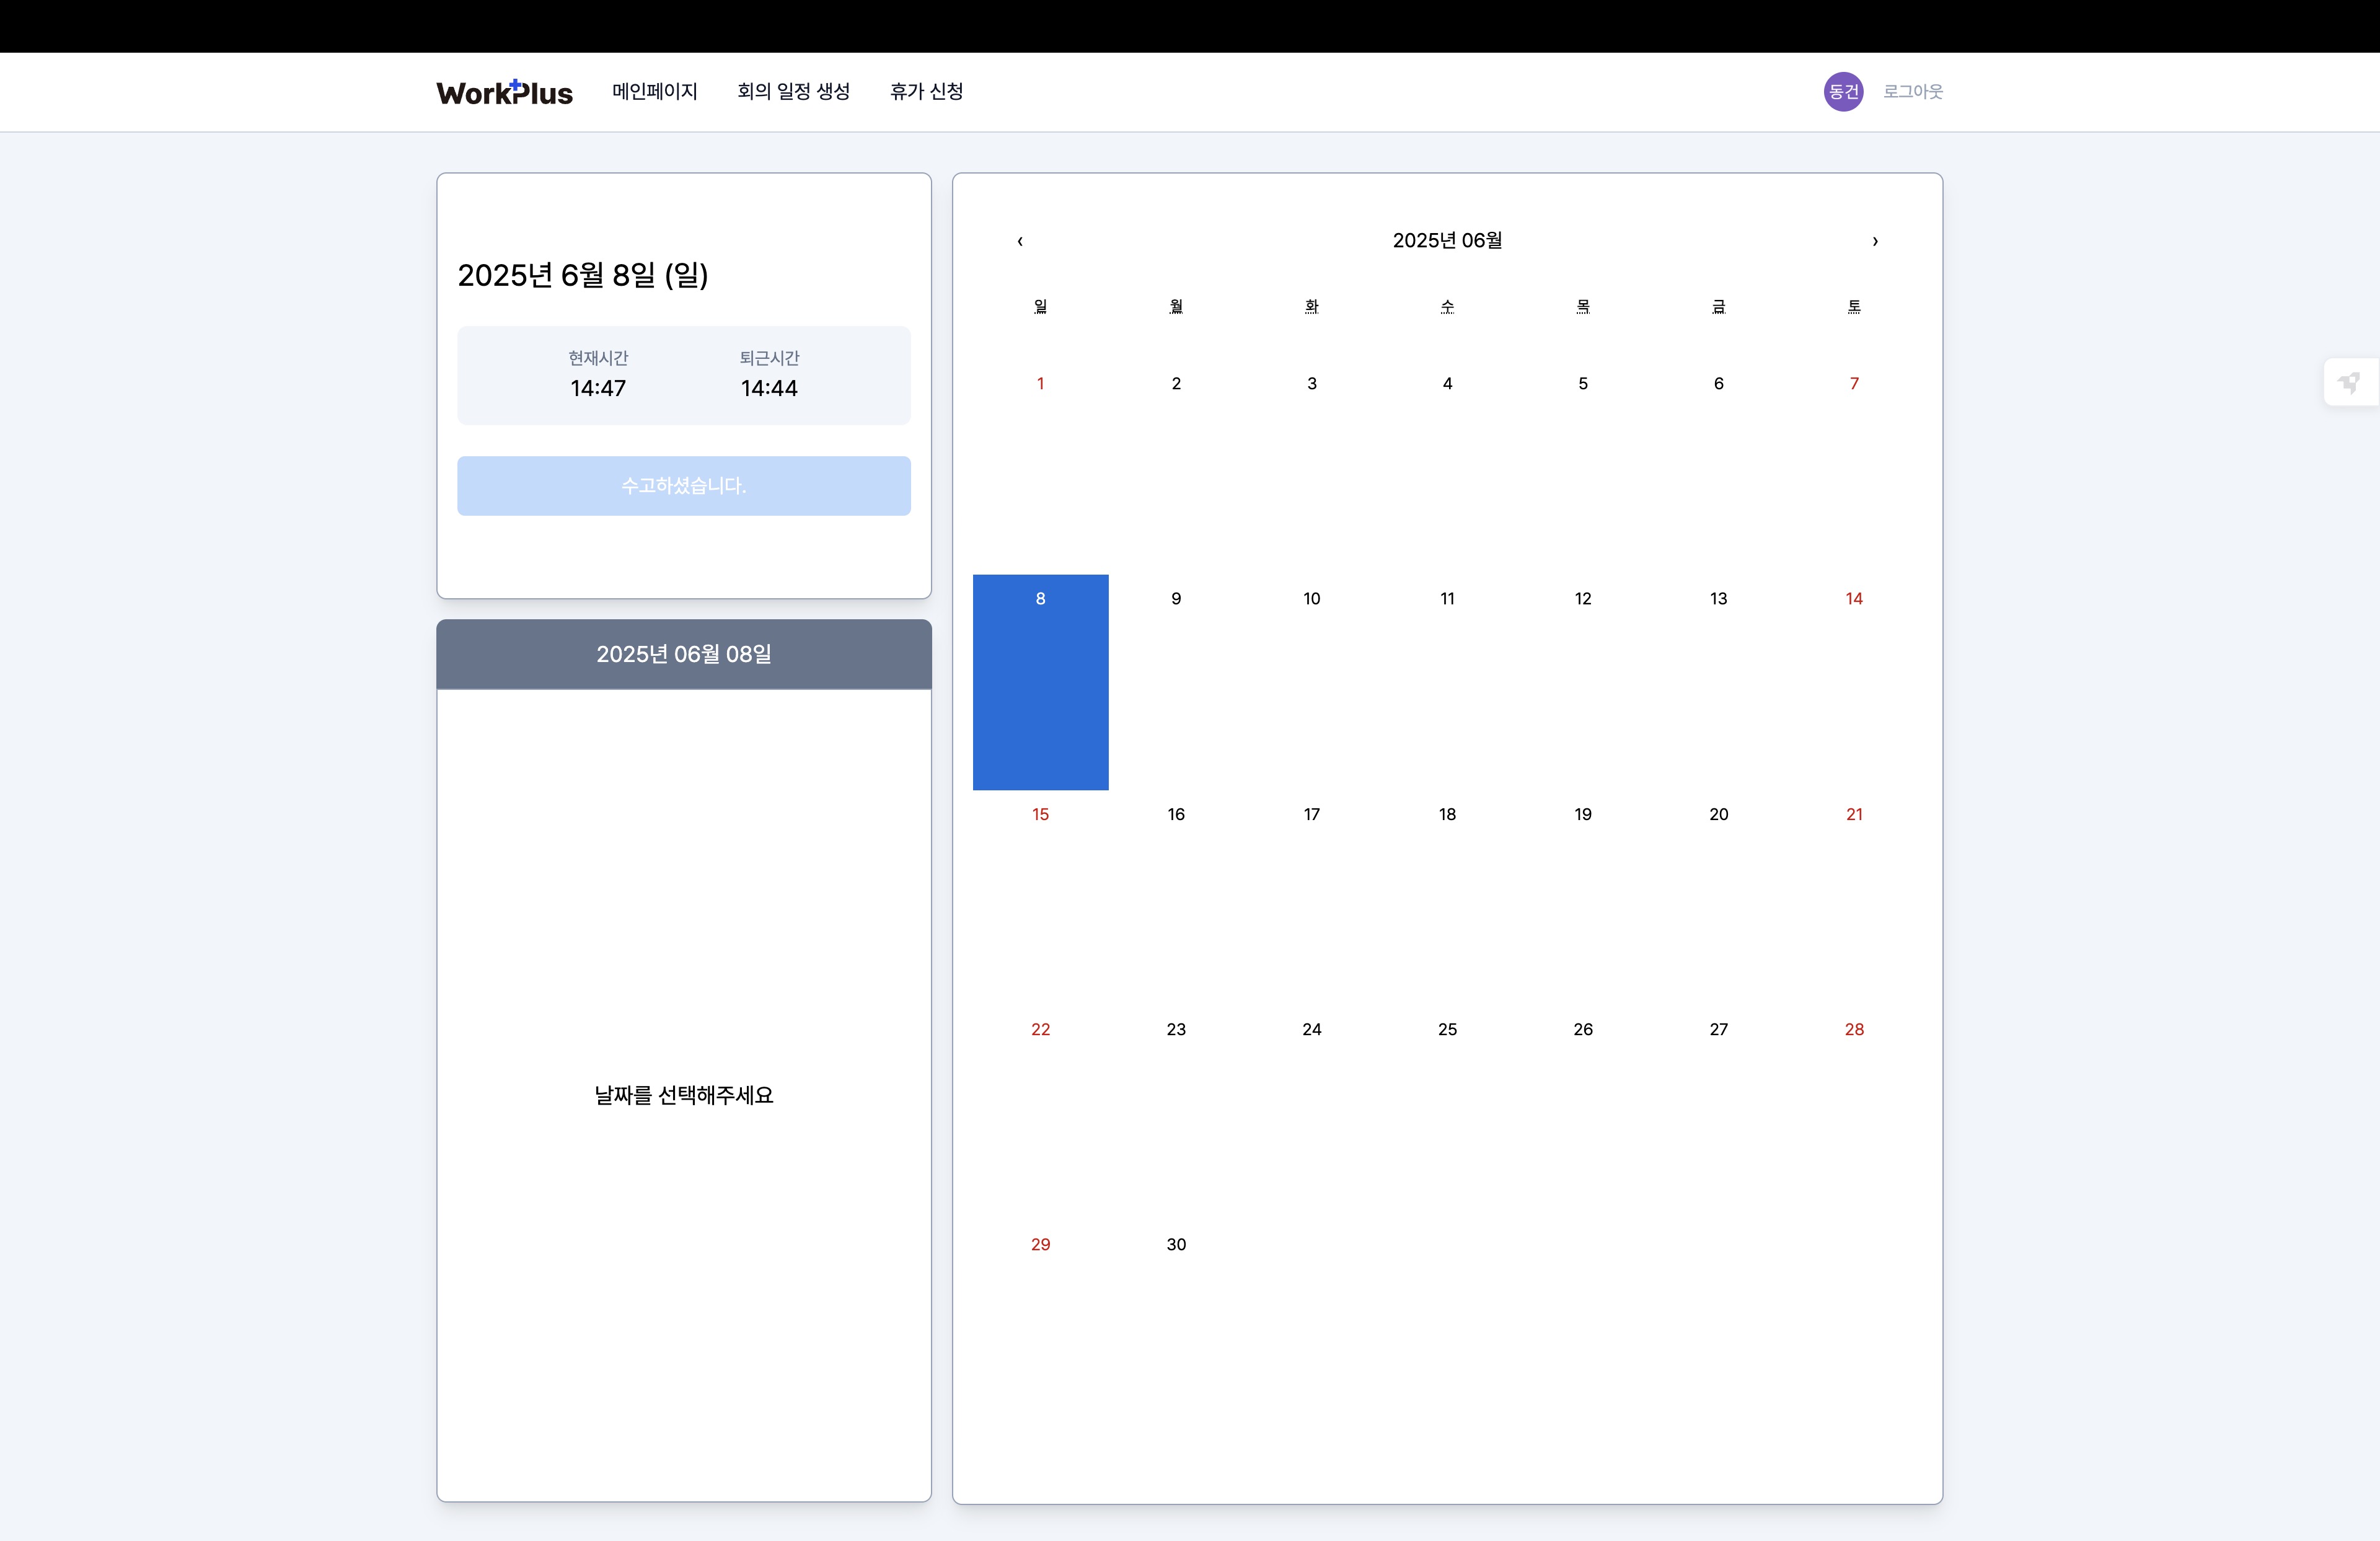 WorkPlus 메인페이지 회의 일정 생성 휴가 신청 동건 로그아웃
2025년 6월 8일 (일)
현재시간 퇴근시간
14:47 14:44
수고하셨습니다.
2025년 06월 08일
날짜를 선택해주세요
‹ 2025년 06월 ›
일 월 화 수 목 금 토
1 2 3 4 5 6 7
8 9 10 11 12 13 14
15 16 17 18 19 20 21
22 23 24 25 26 27 28
29 30